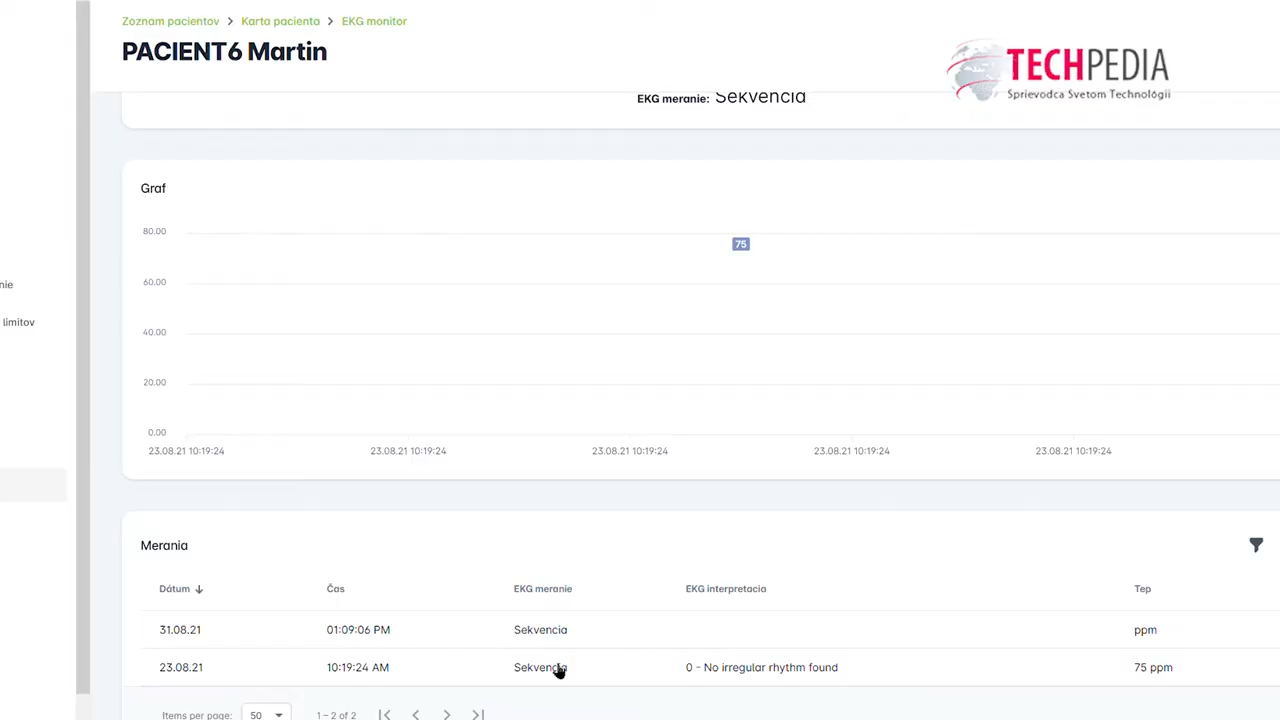 Zoznam pacientov > Karta pacienta > EKG monitor
PACIENT6 Martin
TECHPEDIA
Sprievodca Svetom Technológii
EKG meranie: Sekvencia
Graf
80.00
75
60.00
nie
limitov
40.00
20.00
0.00
23.08.21 10:19:24 23.08.21 10:19:24 23.08.21 10:19:24 23.08.21 10:19:24 23.08.21 10:19:24
Merania
Dátum Čas EKG meranie EKG interpretacia Tep
31.08.21 01:09:06 PM Sekvencia ppm
23.08.21 10:19:24 AM Sekvencia 0 - No irregular rhythm found 75 ppm
Items per page: 50 1 – 2 of 2